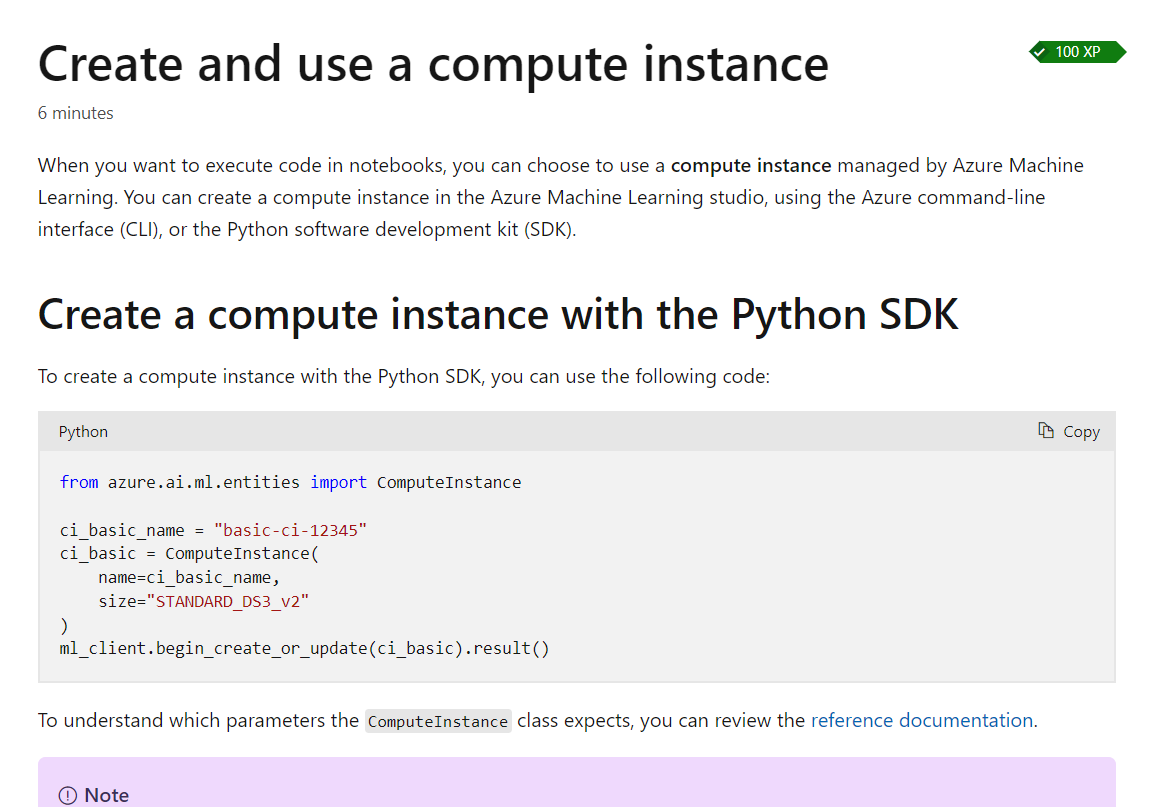 Create and use a compute instance
100 XP
6 minutes
When you want to execute code in notebooks, you can choose to use a compute instance managed by Azure Machine
Learning. You can create a compute instance in the Azure Machine Learning studio, using the Azure command-line
interface (CLI), or the Python software development kit (SDK).
Create a compute instance with the Python SDK
To create a compute instance with the Python SDK, you can use the following code:
Python
Copy
from azure.ai.ml.entities import ComputeInstance
ci_basic_name = "basic-ci-12345"
ci_basic = ComputeInstance(
    name=ci_basic_name,
    size="STANDARD_DS3_v2"
)
ml_client.begin_create_or_update(ci_basic).result()
To understand which parameters the ComputeInstance class expects, you can review the reference documentation.
Note